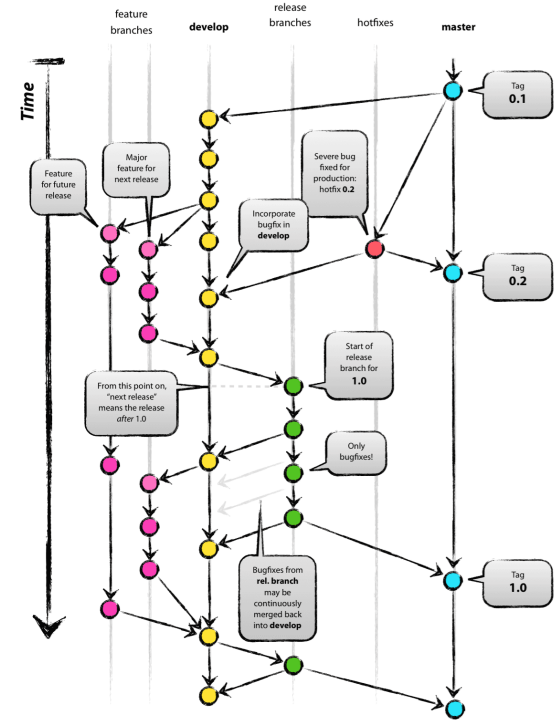 feature
branches
develop
release
branches
hotfixes
master
Time
Tag
0.1
Feature
for future
release
Major
feature for
next release
Severe bug
fixed for
production:
hotfix 0.2
Incorporate
bugfix in
develop
Tag
0.2
Start of
release
branch for
1.0
From this point on,
"next release"
means the release
after 1.0
Only
bugfixes!
Bugfixes from
rel. branch
may be
continuously
merged back
into develop
Tag
1.0